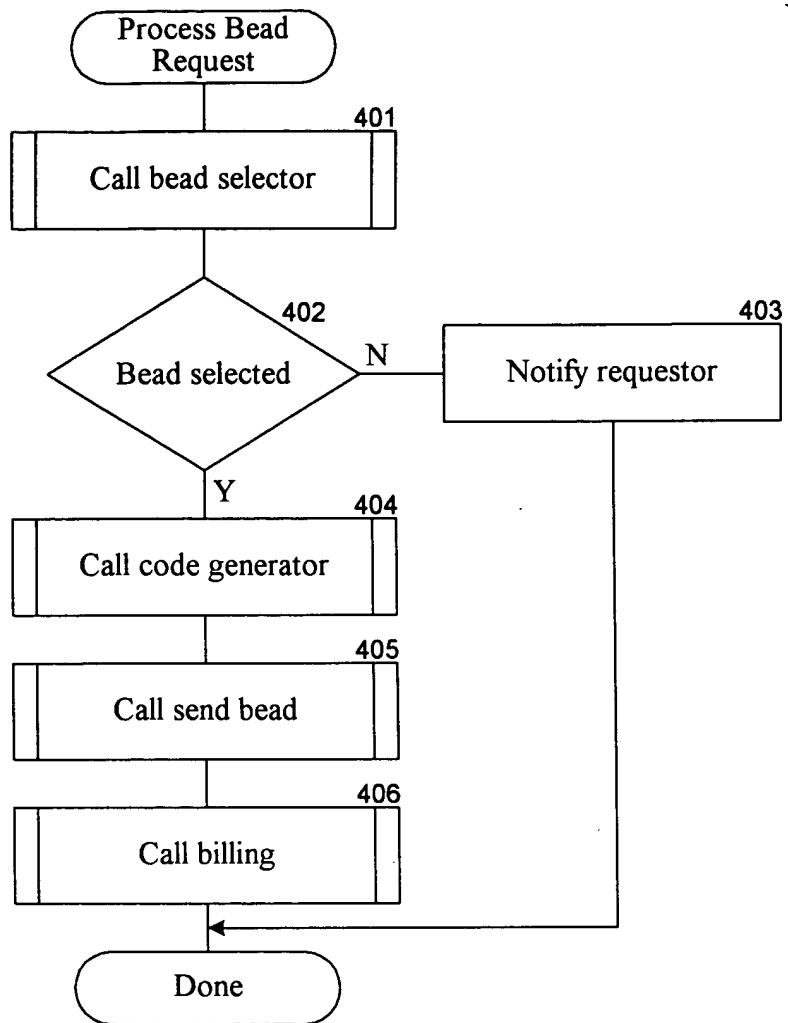 Process Bead
Request
401
Call bead selector
402
Bead selected
N
403
Notify requestor
Y
404
Call code generator
405
Call send bead
406
Call billing
Done